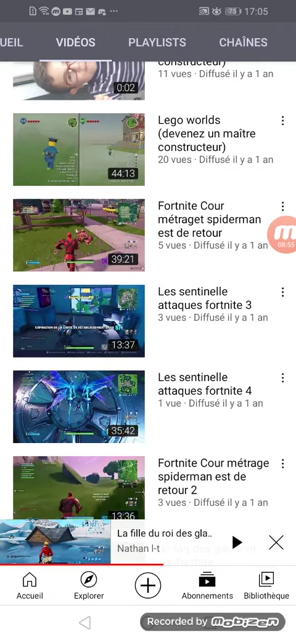 75 17:05
UEIL VIDÉOS PLAYLISTS CHAÎNES
constructeur)
11 vues · Diffusé il y a 1 an
0:02
Lego worlds
(devenez un maître
constructeur)
20 vues · Diffusé il y a 1 an
44:13
Fortnite Cour
métraget spiderman
est de retour
5 vues · Diffusé il y a 1 an
39:21
08:55
Les sentinelle
attaques fortnite 3
3 vues · Diffusé il y a 1 an
13:37
Les sentinelle
attaques fortnite 4
1 vue · Diffusé il y a 1 an
35:42
Fortnite Cour métrage
spiderman est de
retour 2
3 vues · Diffusé il y a 1 an
13:36
La fille du roi des gla...
Nathan l-t
Accueil Explorer Abonnements Bibliothèque
Recorded by Mobizen